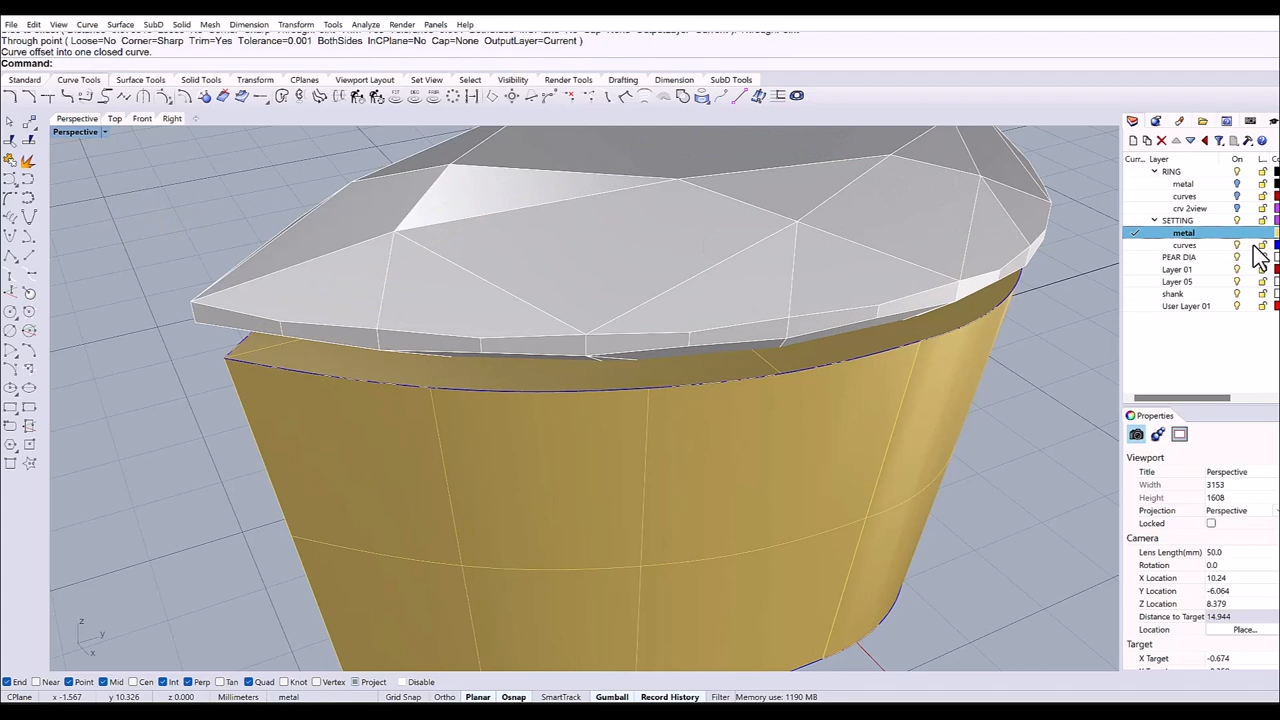 File Edit View Curve Surface SubD Solid Mesh Dimension Transform Tools Render Panels Analyze Help
Through point ( Loose=No Corner=Sharp Trim=Yes Tolerance=0.001 BothSides InCPlane=No Cap=None OutputLayer=Current )
Curve offset into one closed curve.
Command:
Standard Curve Tools Surface Tools Solid Tools Transform CPlanes Viewport Layout Set View Select Visibility Render Tools Drafting Dimension SubD Tools
Perspective Top Front Right
Perspective
Curr... Layer On L... Co
RING
metal
curves
crv 2view
SETTING
metal
curves
PEAR DIA
Layer 01
Layer 05
shank
User Layer 01
Properties
Viewport
Title Perspective
Width 3153
Height 1608
Projection Perspective
Locked
Camera
Lens Length(mm) 50.0
Rotation 0.0
X Location 10.24
Y Location -6.064
Z Location 8.379
Distance to Target 14.944
Location Place...
Target
X Target -0.674
z
y
x
End Near Point Mid Cen Int Perp Tan Quad Knot Vertex Project Disable
CPlane x -1.567 y 10.326 z 0.000 Millimeters metal Grid Snap Ortho Planar Osnap SmartTrack Gumball Record History Filter Memory use: 1190 MB